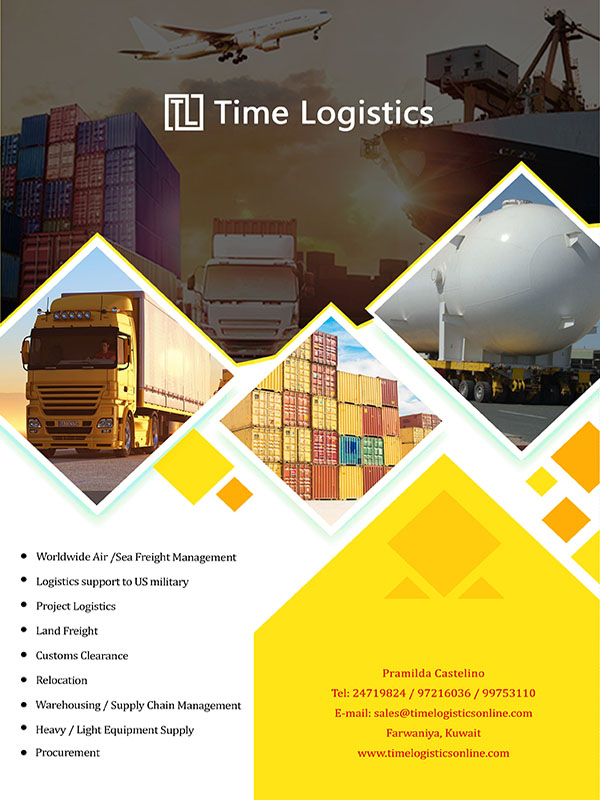 TL Time Logistics
Worldwide Air /Sea Freight Management
Logistics support to US military
Project Logistics
Land Freight
Customs Clearance
Relocation
Warehousing / Supply Chain Management
Heavy / Light Equipment Supply
Procurement
Pramilda Castelino
Tel: 24719824 / 97216036 / 99753110
E-mail: sales@timelogisticsonline.com
Farwaniya, Kuwait
www.timelogisticsonline.com